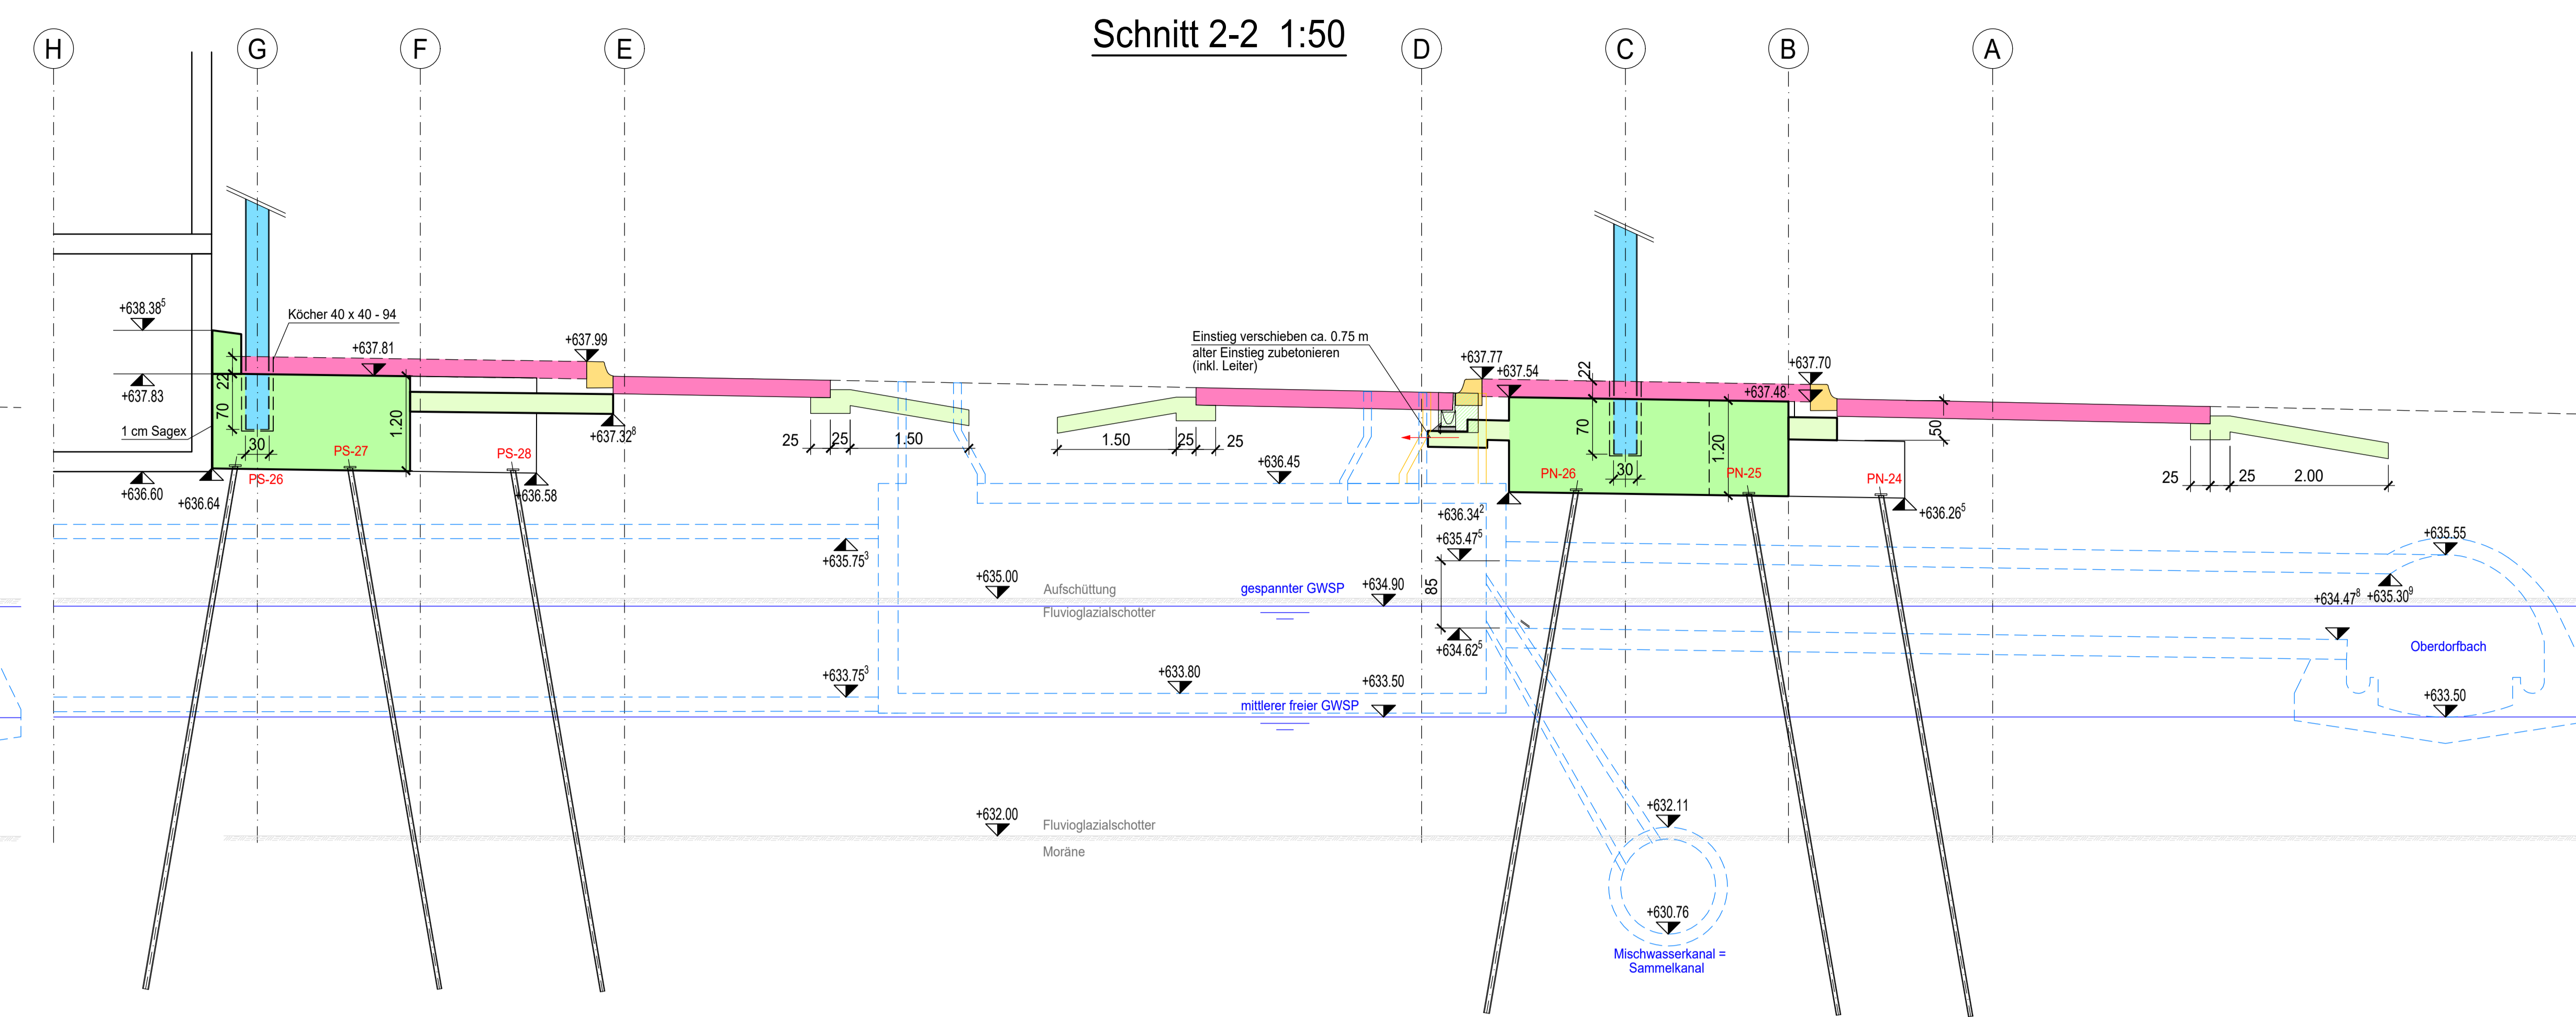 Schnitt 2-2 1:50
H
G
F
E
D
C
B
A
+638.38⁵
Köcher 40 x 40 - 94
+637.81
+637.99
22
+637.83
70
1.20
1 cm Sagex
30
PS-26
PS-27
PS-28
+637.32⁸
+636.60
+636.64
+636.58
25
25
1.50
1.50
25
25
Einstieg verschieben ca. 0.75 m
alter Einstieg zubetonieren
(inkl. Leiter)
+637.77
+637.54
22
+637.70
+637.48
70
1.20
50
30
PN-26
PN-25
PN-24
+636.45
+636.34²
+636.26⁵
25
25
2.00
+635.75³
+635.47⁵
85
+634.62⁵
+635.55
+635.30⁹
+634.47⁸
+635.00
Aufschüttung
Fluvioglazialschotter
gespannter GWSP
+634.90
Oberdorfbach
+633.75³
+633.80
+633.50
mittlerer freier GWSP
+633.50
+632.00
Fluvioglazialschotter
Moräne
+632.11
+630.76
Mischwasserkanal =
Sammelkanal